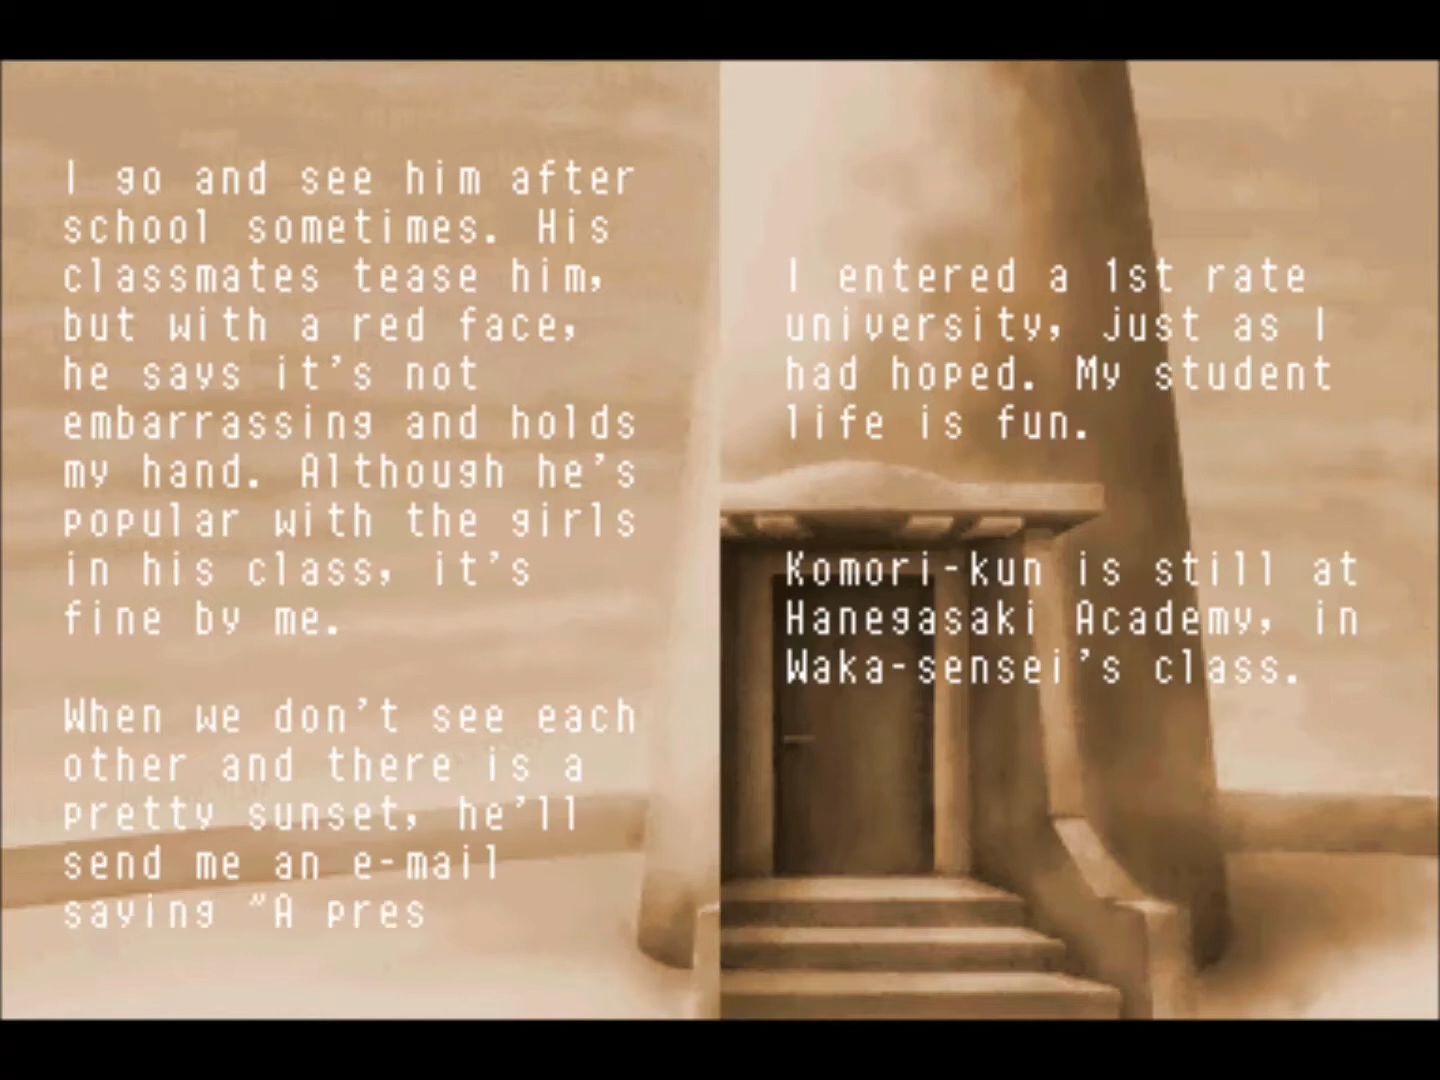 I go and see him after
school sometimes. His
classmates tease him,
but with a red face,
he says it's not
embarrassing and holds
my hand. Although he's
popular with the girls
in his class, it's
fine by me.
When we don't see each
other and there is a
pretty sunset, he'll
send me an e-mail
saying "A pres
I entered a 1st rate
university, just as I
had hoped. My student
life is fun.
Komori-kun is still at
Hanegasaki Academy, in
Waka-sensei's class.